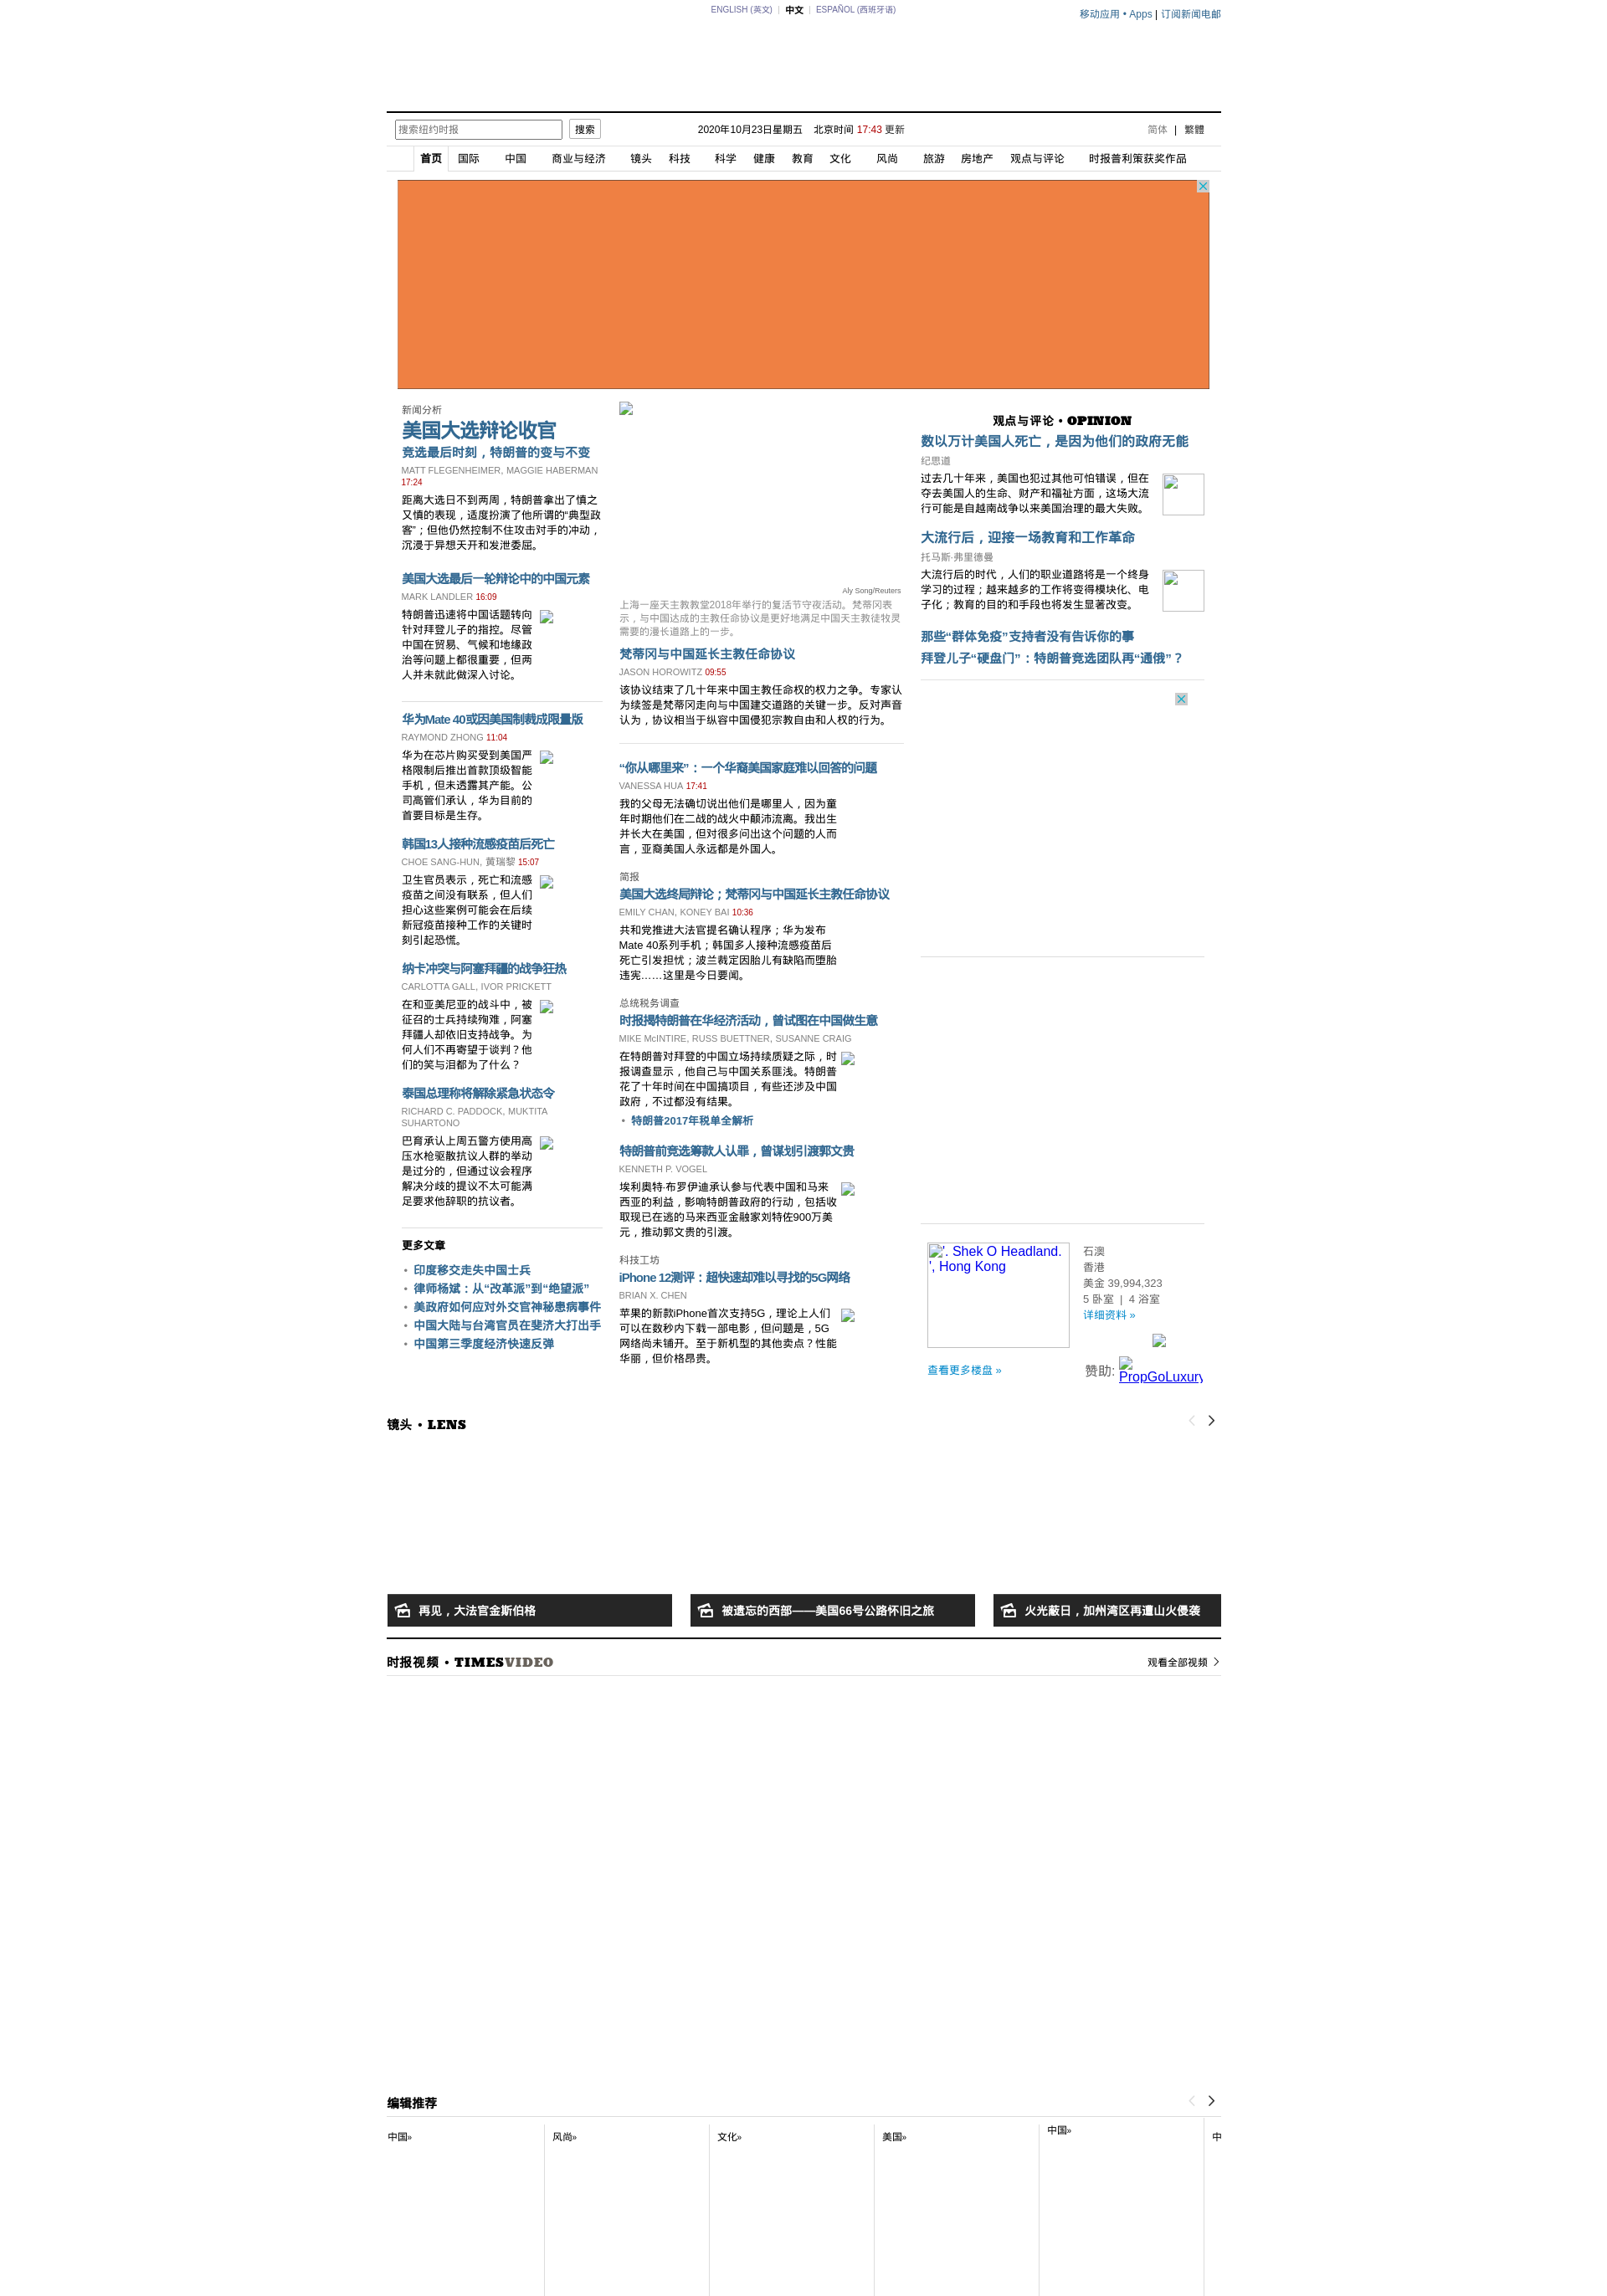 ENGLISH (英文) | 中文 | ESPAÑOL (西班牙语)
移动应用 • Apps | 订阅新闻电邮
搜索纽约时报 搜索 2020年10月23日星期五 北京时间 17:43 更新 简体 | 繁體
首页 国际 中国 商业与经济 镜头 科技 科学 健康 教育 文化 风尚 旅游 房地产 观点与评论 时报普利策获奖作品
新闻分析
美国大选辩论收官
竞选最后时刻，特朗普的变与不变
MATT FLEGENHEIMER, MAGGIE HABERMAN
17:24
距离大选日不到两周，特朗普拿出了慎之
又慎的表现，适度扮演了他所谓的“典型政
客”；但他仍然控制不住攻击对手的冲动，
沉浸于异想天开和发泄委屈。
美国大选最后一轮辩论中的中国元素
MARK LANDLER 16:09
特朗普迅速将中国话题转向
针对拜登儿子的指控。尽管
中国在贸易、气候和地缘政
治等问题上都很重要，但两
人并未就此做深入讨论。
华为Mate 40或因美国制裁成限量版
RAYMOND ZHONG 11:04
华为在芯片购买受到美国严
格限制后推出首款顶级智能
手机，但未透露其产能。公
司高管们承认，华为目前的
首要目标是生存。
韩国13人接种流感疫苗后死亡
CHOE SANG-HUN, 黄瑞黎 15:07
卫生官员表示，死亡和流感
疫苗之间没有联系，但人们
担心这些案例可能会在后续
新冠疫苗接种工作的关键时
刻引起恐慌。
纳卡冲突与阿塞拜疆的战争狂热
CARLOTTA GALL, IVOR PRICKETT
在和亚美尼亚的战斗中，被
征召的士兵持续殉难，阿塞
拜疆人却依旧支持战争。为
何人们不再寄望于谈判？他
们的笑与泪都为了什么？
泰国总理称将解除紧急状态令
RICHARD C. PADDOCK, MUKTITA
SUHARTONO
巴育承认上周五警方使用高
压水枪驱散抗议人群的举动
是过分的，但通过议会程序
解决分歧的提议不太可能满
足要求他辞职的抗议者。
更多文章
• 印度移交走失中国士兵
• 律师杨斌：从“改革派”到“绝望派”
• 美政府如何应对外交官神秘患病事件
• 中国大陆与台湾官员在斐济大打出手
• 中国第三季度经济快速反弹
Aly Song/Reuters
上海一座天主教教堂2018年举行的复活节守夜活动。梵蒂冈表
示，与中国达成的主教任命协议是更好地满足中国天主教徒牧灵
需要的漫长道路上的一步。
梵蒂冈与中国延长主教任命协议
JASON HOROWITZ 09:55
该协议结束了几十年来中国主教任命权的权力之争。专家认
为续签是梵蒂冈走向与中国建交道路的关键一步。反对声音
认为，协议相当于纵容中国侵犯宗教自由和人权的行为。
“你从哪里来”：一个华裔美国家庭难以回答的问题
VANESSA HUA 17:41
我的父母无法确切说出他们是哪里人，因为童
年时期他们在二战的战火中颠沛流离。我出生
并长大在美国，但对很多问出这个问题的人而
言，亚裔美国人永远都是外国人。
简报
美国大选终局辩论；梵蒂冈与中国延长主教任命协议
EMILY CHAN, KONEY BAI 10:36
共和党推进大法官提名确认程序；华为发布
Mate 40系列手机；韩国多人接种流感疫苗后
死亡引发担忧；波兰裁定因胎儿有缺陷而堕胎
违宪……这里是今日要闻。
总统税务调查
时报揭特朗普在华经济活动，曾试图在中国做生意
MIKE McINTIRE, RUSS BUETTNER, SUSANNE CRAIG
在特朗普对拜登的中国立场持续质疑之际，时
报调查显示，他自己与中国关系匪浅。特朗普
花了十年时间在中国搞项目，有些还涉及中国
政府，不过都没有结果。
• 特朗普2017年税单全解析
特朗普前竞选筹款人认罪，曾谋划引渡郭文贵
KENNETH P. VOGEL
埃利奥特·布罗伊迪承认参与代表中国和马来
西亚的利益，影响特朗普政府的行动，包括收
取现已在逃的马来西亚金融家刘特佐900万美
元，推动郭文贵的引渡。
科技工坊
iPhone 12测评：超快速却难以寻找的5G网络
BRIAN X. CHEN
苹果的新款iPhone首次支持5G，理论上人们
可以在数秒内下载一部电影，但问题是，5G
网络尚未铺开。至于新机型的其他卖点？性能
华丽，但价格昂贵。
观点与评论 • OPINION
数以万计美国人死亡，是因为他们的政府无能
纪思道
过去几十年来，美国也犯过其他可怕错误，但在
夺去美国人的生命、财产和福祉方面，这场大流
行可能是自越南战争以来美国治理的最大失败。
大流行后，迎接一场教育和工作革命
托马斯·弗里德曼
大流行后的时代，人们的职业道路将是一个终身
学习的过程；越来越多的工作将变得模块化、电
子化；教育的目的和手段也将发生显著改变。
那些“群体免疫”支持者没有告诉你的事
拜登儿子“硬盘门”：特朗普竞选团队再“通俄”？
'. Shek O Headland.
', Hong Kong
石澳
香港
美金 39,994,323
5 卧室 | 4 浴室
详细资料 »
查看更多楼盘 »
赞助: PropGoLuxury
镜头 • LENS
再见，大法官金斯伯格
被遗忘的西部——美国66号公路怀旧之旅
火光蔽日，加州湾区再遭山火侵袭
时报视频 • TIMESVIDEO
观看全部视频
编辑推荐
中国» 风尚» 文化» 美国» 中国» 中